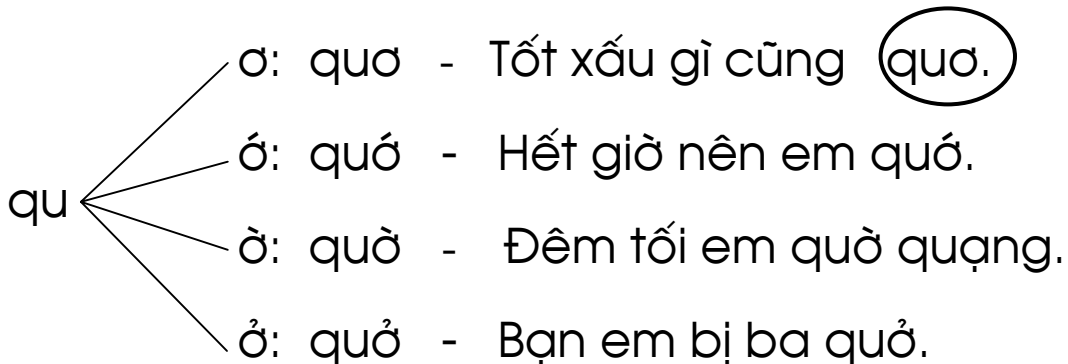 ơ: quơ - Tốt xấu gì cũng quơ.
ớ: quớ - Hết giờ nên em quớ.
qu
ờ: quờ - Đêm tối em quờ quạng.
ở: quở - Bạn em bị ba quở.